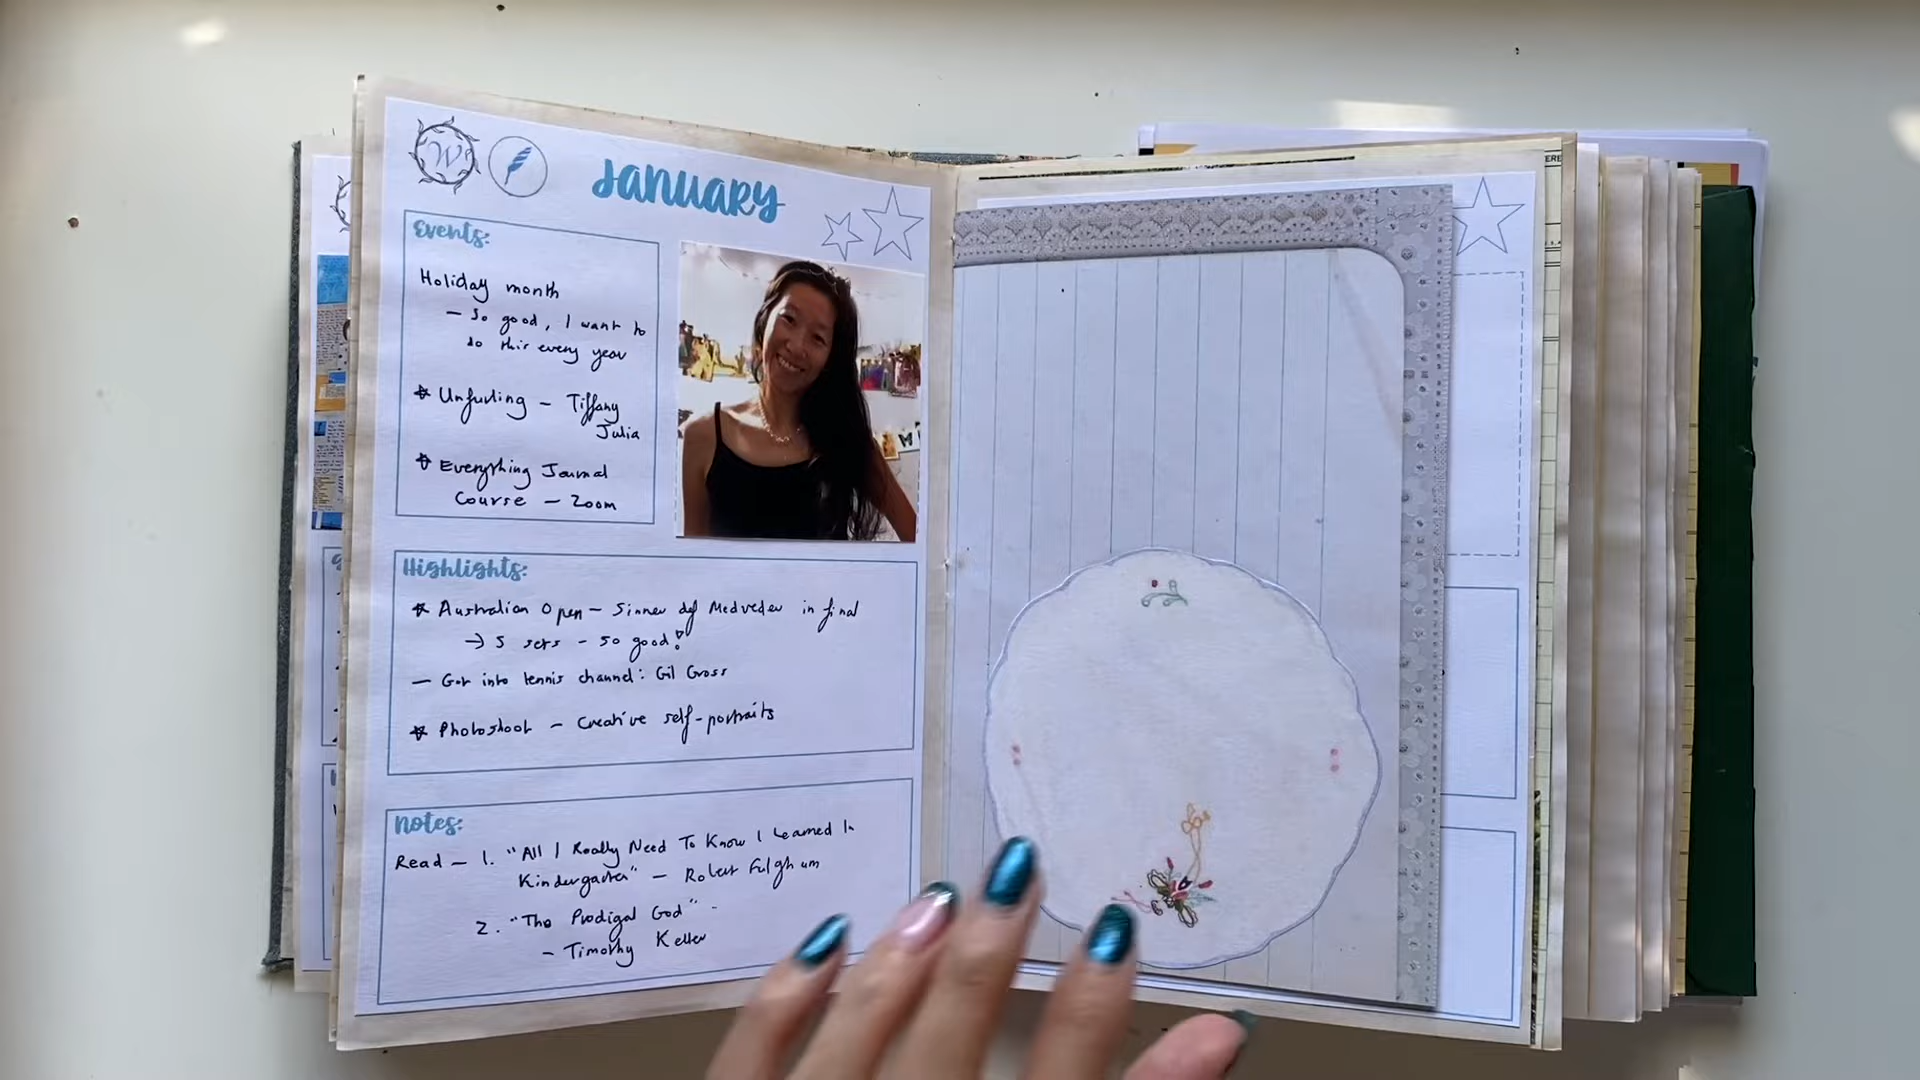 January
Events:
Holiday month
- So good, I want to
do this every year
Unfurling - Tiffany
Julia
Everything Journal
Course - Zoom
Highlights:
Australian Open - Sinner def Medvedev in final
→ 5 sets - so good!
- Got into tennis channel: Gil Gross
Photoshoot - Creative self-portraits
Notes:
Read - 1. "All I Really Need To Know I Learned In
Kindergarten" - Robert Fulghum
2. "The Prodigal God"
- Timothy Keller